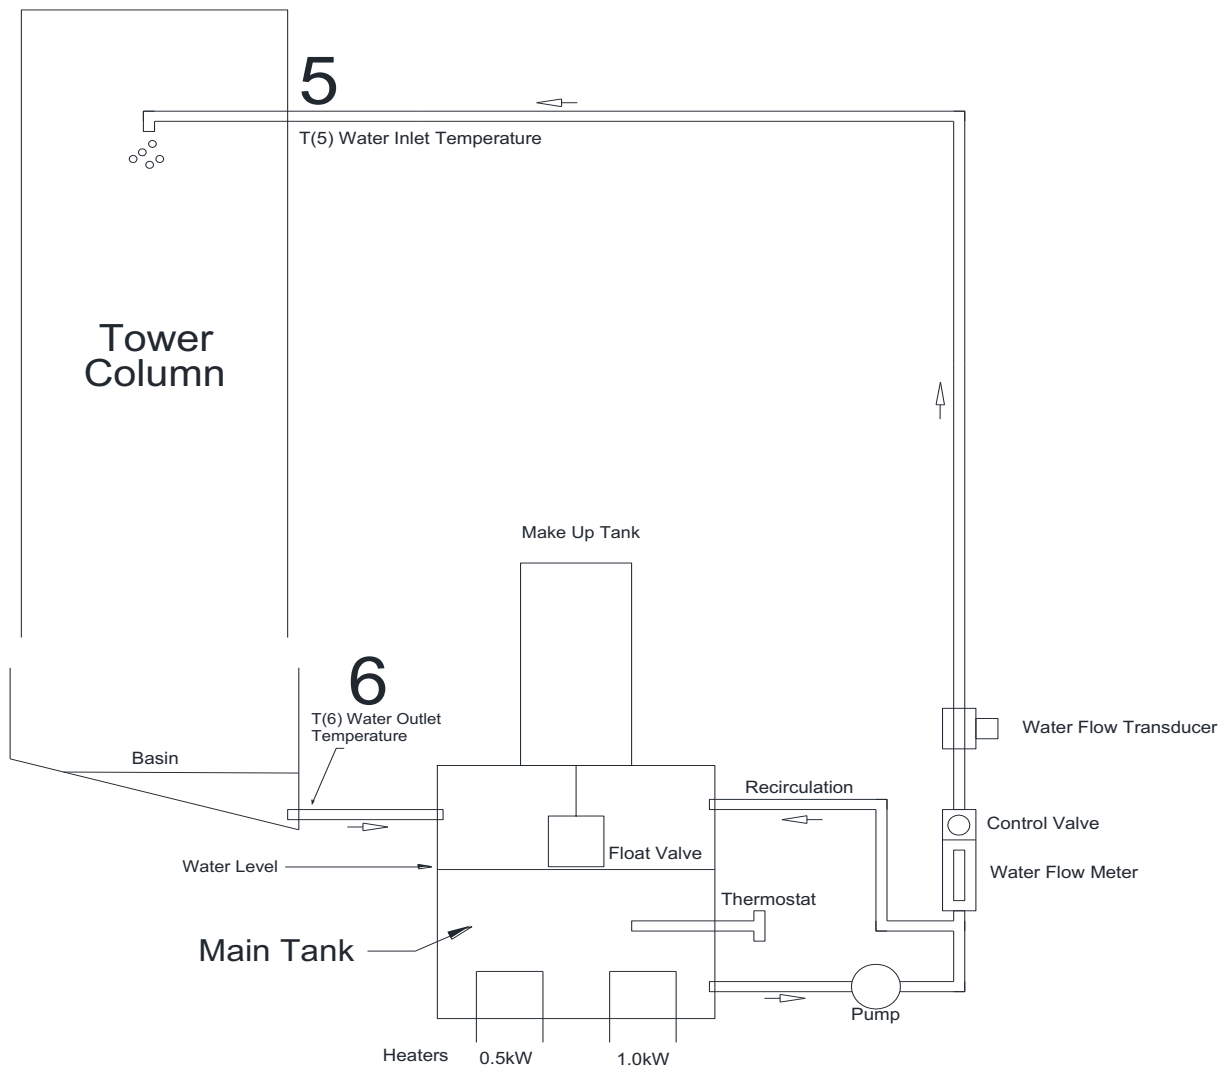 5
T(5) Water Inlet Temperature
Tower
Column
Make Up Tank
6
T(6) Water Outlet
Temperature
Basin
Water Flow Transducer
Recirculation
Control Valve
Float Valve
Water Level
Water Flow Meter
Thermostat
Main Tank
Pump
Heaters
0.5kW
1.0kW